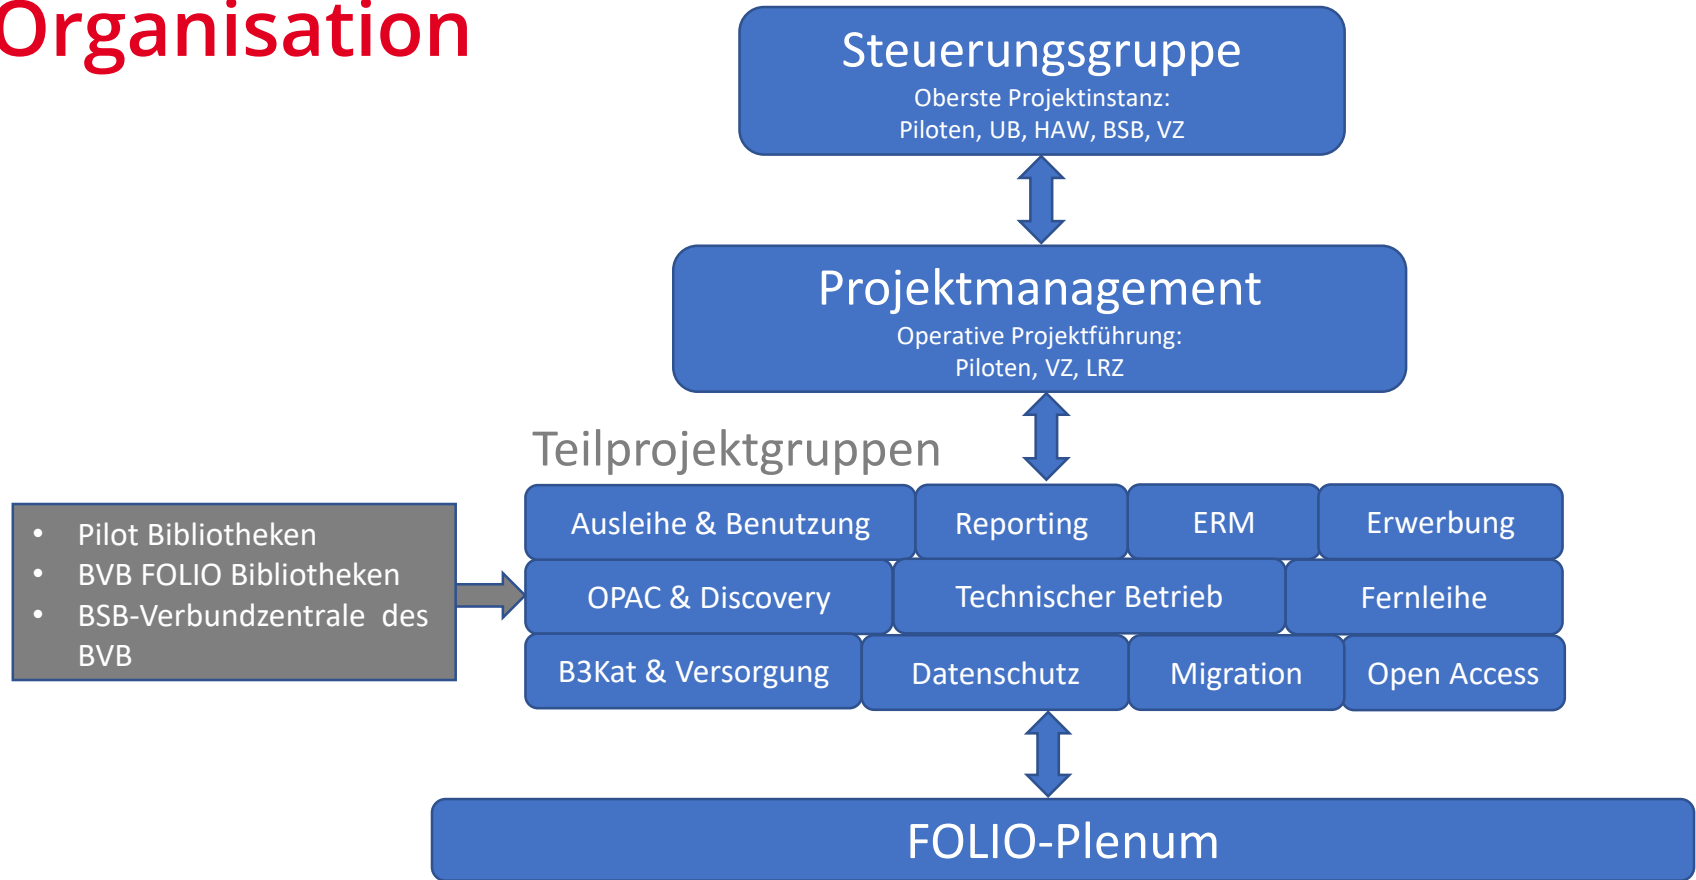 Organisation
Steuerungsgruppe
Oberste Projektinstanz:
Piloten, UB, HAW, BSB, VZ
Projektmanagement
Operative Projektführung:
Piloten, VZ, LRZ
Teilprojektgruppen
• Pilot Bibliotheken
• BVB FOLIO Bibliotheken
• BSB-Verbundzentrale des
BVB
Ausleihe & Benutzung
Reporting
ERM
Erwerbung
OPAC & Discovery
Technischer Betrieb
Fernleihe
B3Kat & Versorgung
Datenschutz
Migration
Open Access
FOLIO-Plenum